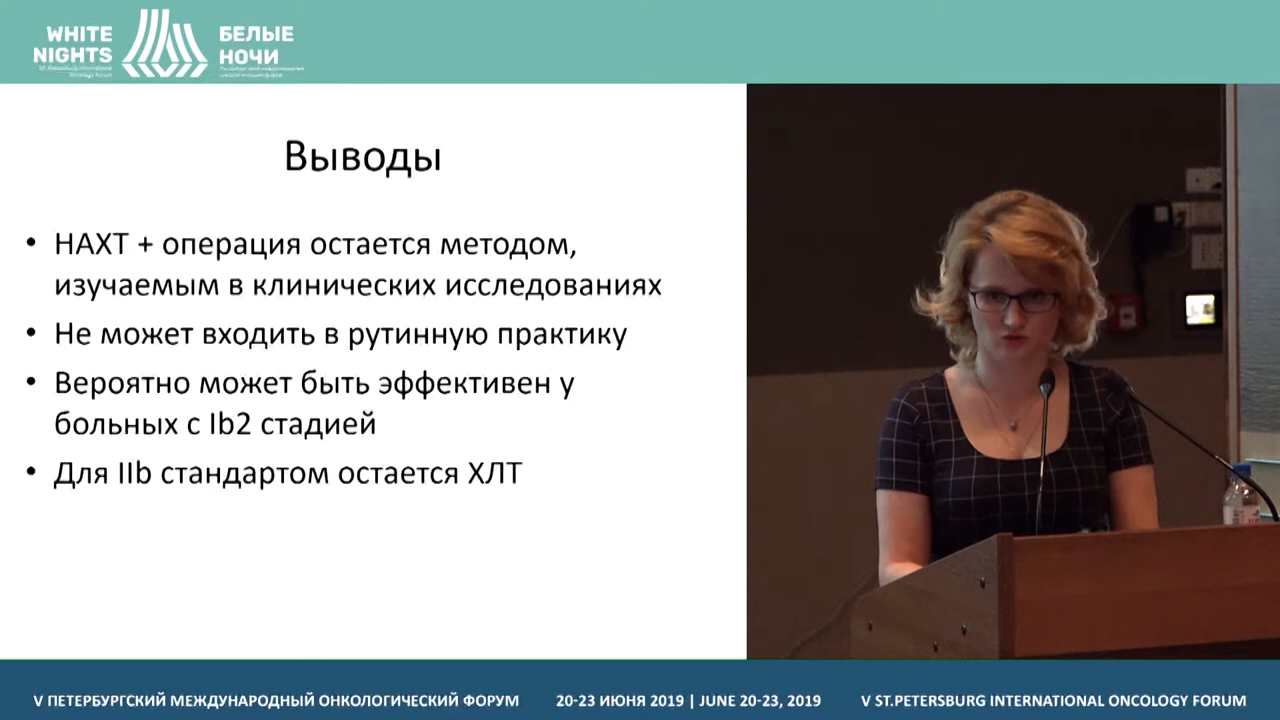 WHITE
NIGHTS
БЕЛЫЕ
НОЧИ
Выводы
• НАХТ + операция остается методом,
изучаемым в клинических исследованиях
• Не может входить в рутинную практику
• Вероятно может быть эффективен у
больных с Ib2 стадией
• Для IIb стандартом остается ХЛТ
V ПЕТЕРБУРГСКИЙ МЕЖДУНАРОДНЫЙ ОНКОЛОГИЧЕСКИЙ ФОРУМ
20-23 ИЮНЯ 2019 | JUNE 20-23, 2019
V ST.PETERSBURG INTERNATIONAL ONCOLOGY FORUM